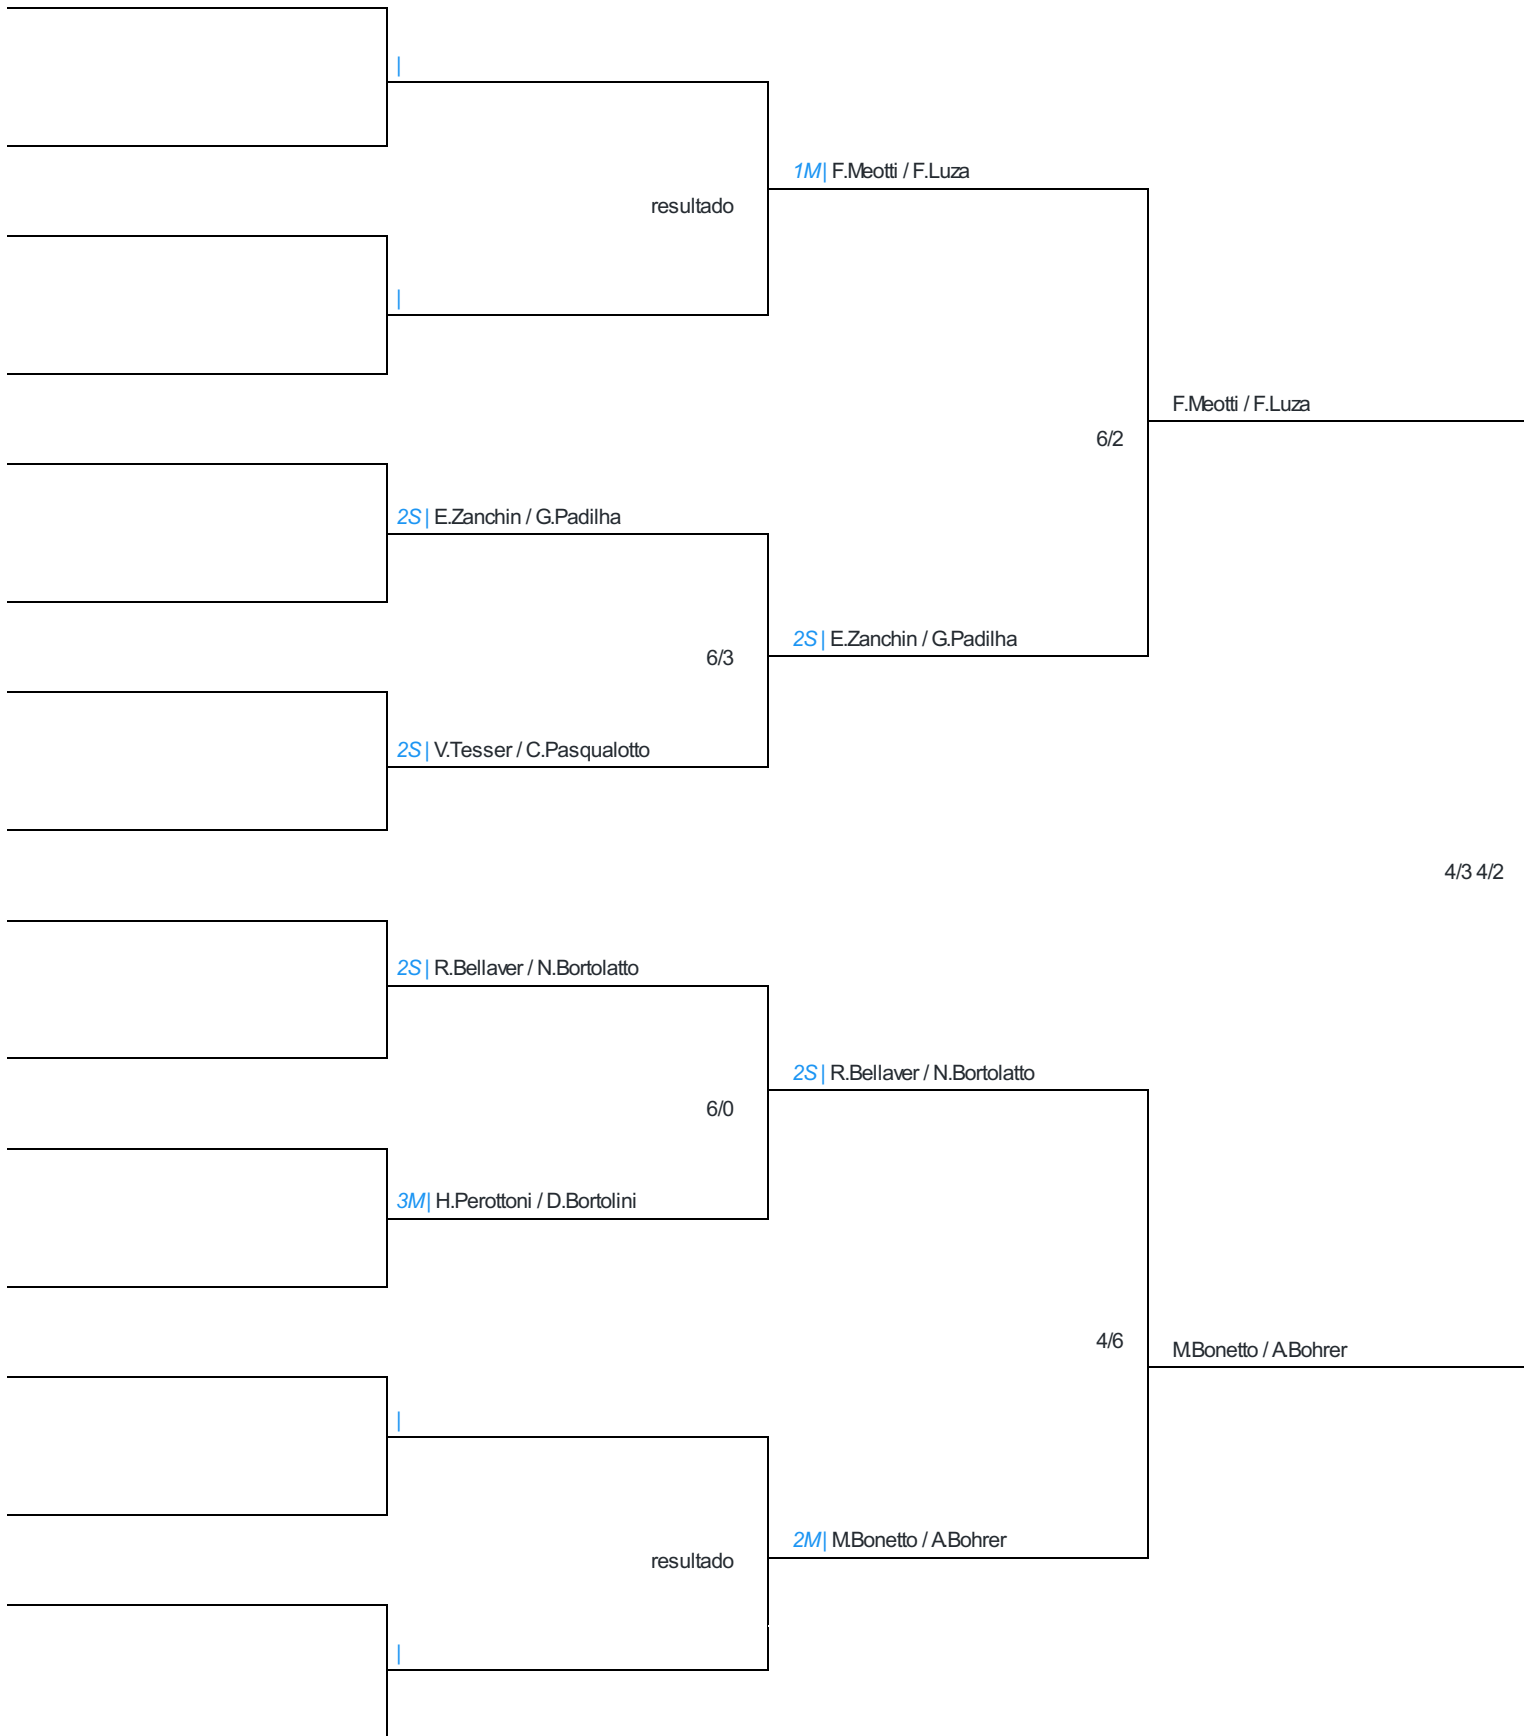 |
1M| F.Meotti / F.Luza
resultado
|
F.Meotti / F.Luza
6/2
2S| E.Zanchin / G.Padilha
2S| E.Zanchin / G.Padilha
6/3
2S| V.Tesser / C.Pasqualotto
4/3 4/2
2S| R.Bellaver / N.Bortolatto
2S| R.Bellaver / N.Bortolatto
6/0
3M| H.Perottoni / D.Bortolini
4/6
M.Bonetto / A.Bohrer
|
2M| M.Bonetto / A.Bohrer
resultado
|